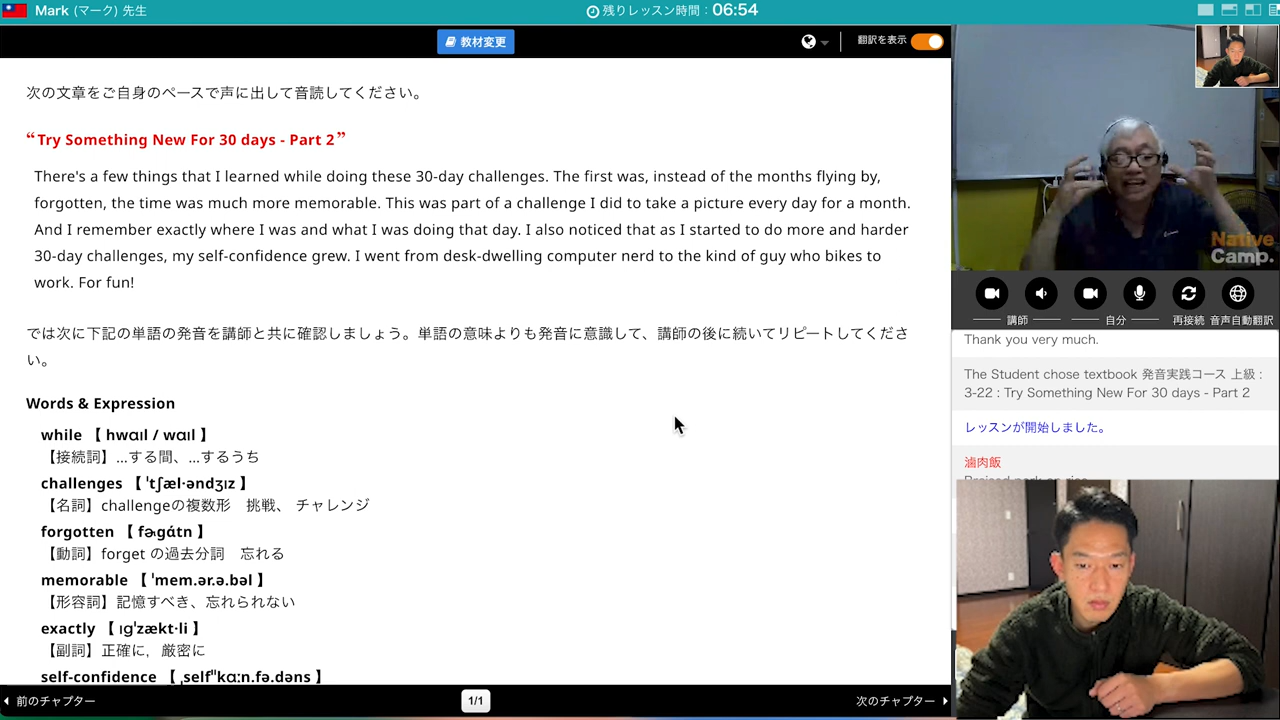 Mark (マーク) 先生
残りレッスン時間：06:54
教材変更
翻訳を表示
次の文章をご自身のペースで声に出して音読してください。
“Try Something New For 30 days - Part 2”
There's a few things that I learned while doing these 30-day challenges. The first was, instead of the months flying by,
forgotten, the time was much more memorable. This was part of a challenge I did to take a picture every day for a month.
And I remember exactly where I was and what I was doing that day. I also noticed that as I started to do more and harder
30-day challenges, my self-confidence grew. I went from desk-dwelling computer nerd to the kind of guy who bikes to
work. For fun!
では次に下記の単語の発音を講師と共に確認しましょう。単語の意味よりも発音に意識して、講師の後に続いてリピートしてくださ
い。
Words & Expression
while 【 hwɑɪl / wɑɪl 】
【接続詞】...する間、...するうち
challenges 【 ˈtʃæl·əndʒɪz 】
【名詞】challengeの複数形　挑戦、 チャレンジ
forgotten 【 fɚgɑ́tn 】
【動詞】forget の過去分詞　忘れる
memorable 【 ˈmem.ər.ə.bəl 】
【形容詞】記憶すべき、忘れられない
exactly 【 ɪɡˈzækt·li 】
【副詞】正確に，厳密に
self-confidence 【 ˌselfˈˈkɑːn.fə.dəns 】
前のチャプター
1/1
次のチャプター
Native
Camp.
講師
自分
再接続
音声自動翻訳
Thank you very much.
The Student chose textbook 発音実践コース 上級 :
3-22 : Try Something New For 30 days - Part 2
レッスンが開始しました。
滷肉飯
Braised pork on rice